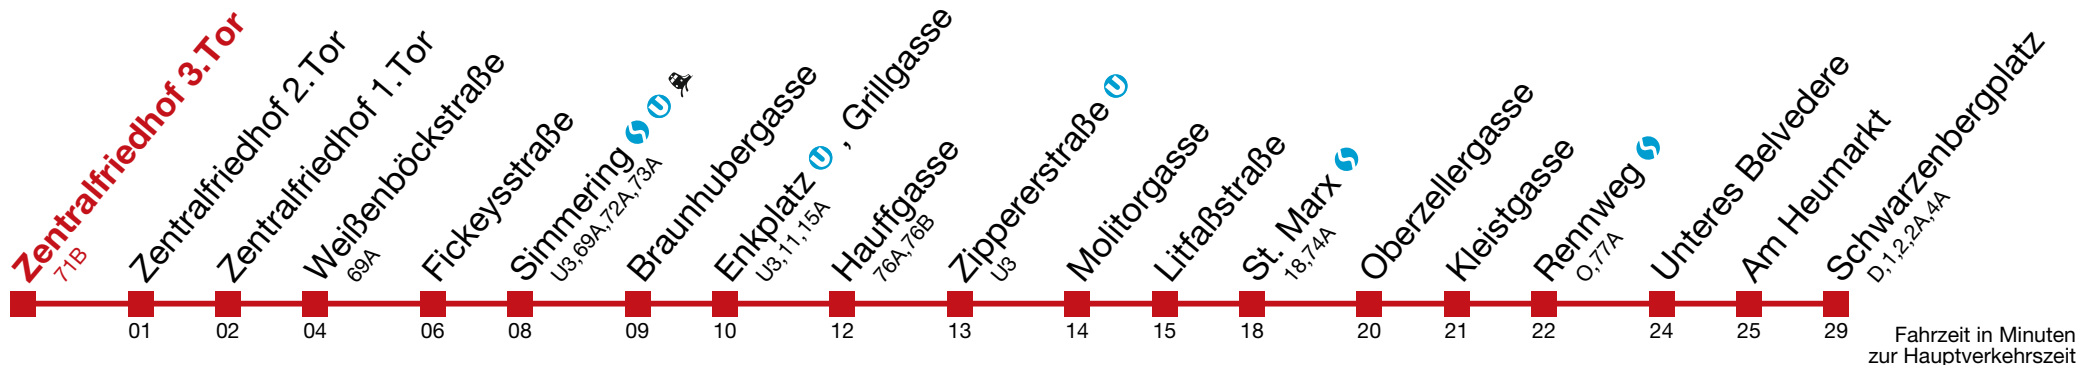 Zentralfriedhof 3.Tor
71B
Zentralfriedhof 2.Tor
Zentralfriedhof 1.Tor
Weißenböckstraße
69A
Fickeysstraße
Simmering
U3,69A,72A,73A
Braunhubergasse
Enkplatz U , Grillgasse
U3,11,15A
Hauffgasse
76A,76B
Zippererstraße U
U3
Molitorgasse
Litfaßstraße
St. Marx
18,74A
Oberzellergasse
Kleistgasse
Rennweg
O,77A
Unteres Belvedere
Am Heumarkt
Schwarzenbergplatz
D,1,2,2A,4A
01 02 04 06 08 09 10 12 13 14 15 18 20 21 22 24 25 29
Fahrzeit in Minuten
zur Hauptverkehrszeit